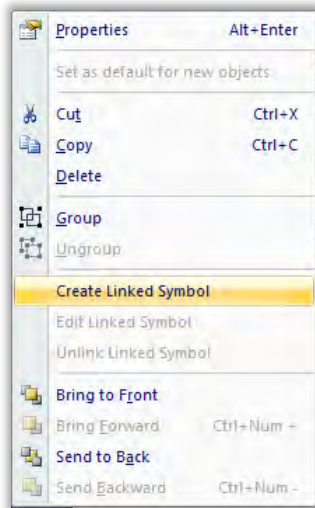 Properties Alt+Enter
Set as default for new objects
Cut Ctrl+X
Copy Ctrl+C
Delete
Group
Ungroup
Create Linked Symbol
Edit Linked Symbol
Unlink Linked Symbol
Bring to Front
Bring Forward Ctrl+Num +
Send to Back
Send Backward Ctrl+Num -